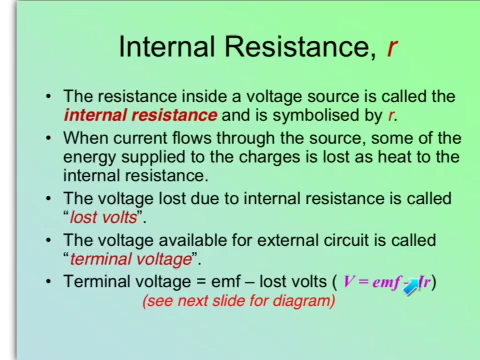 Internal Resistance, r
• The resistance inside a voltage source is called the
internal resistance and is symbolised by r.
• When current flows through the source, some of the
energy supplied to the charges is lost as heat to the
internal resistance.
• The voltage lost due to internal resistance is called
“lost volts”.
• The voltage available for external circuit is called
“terminal voltage”.
• Terminal voltage = emf – lost volts ( V = emf - Ir)
(see next slide for diagram)